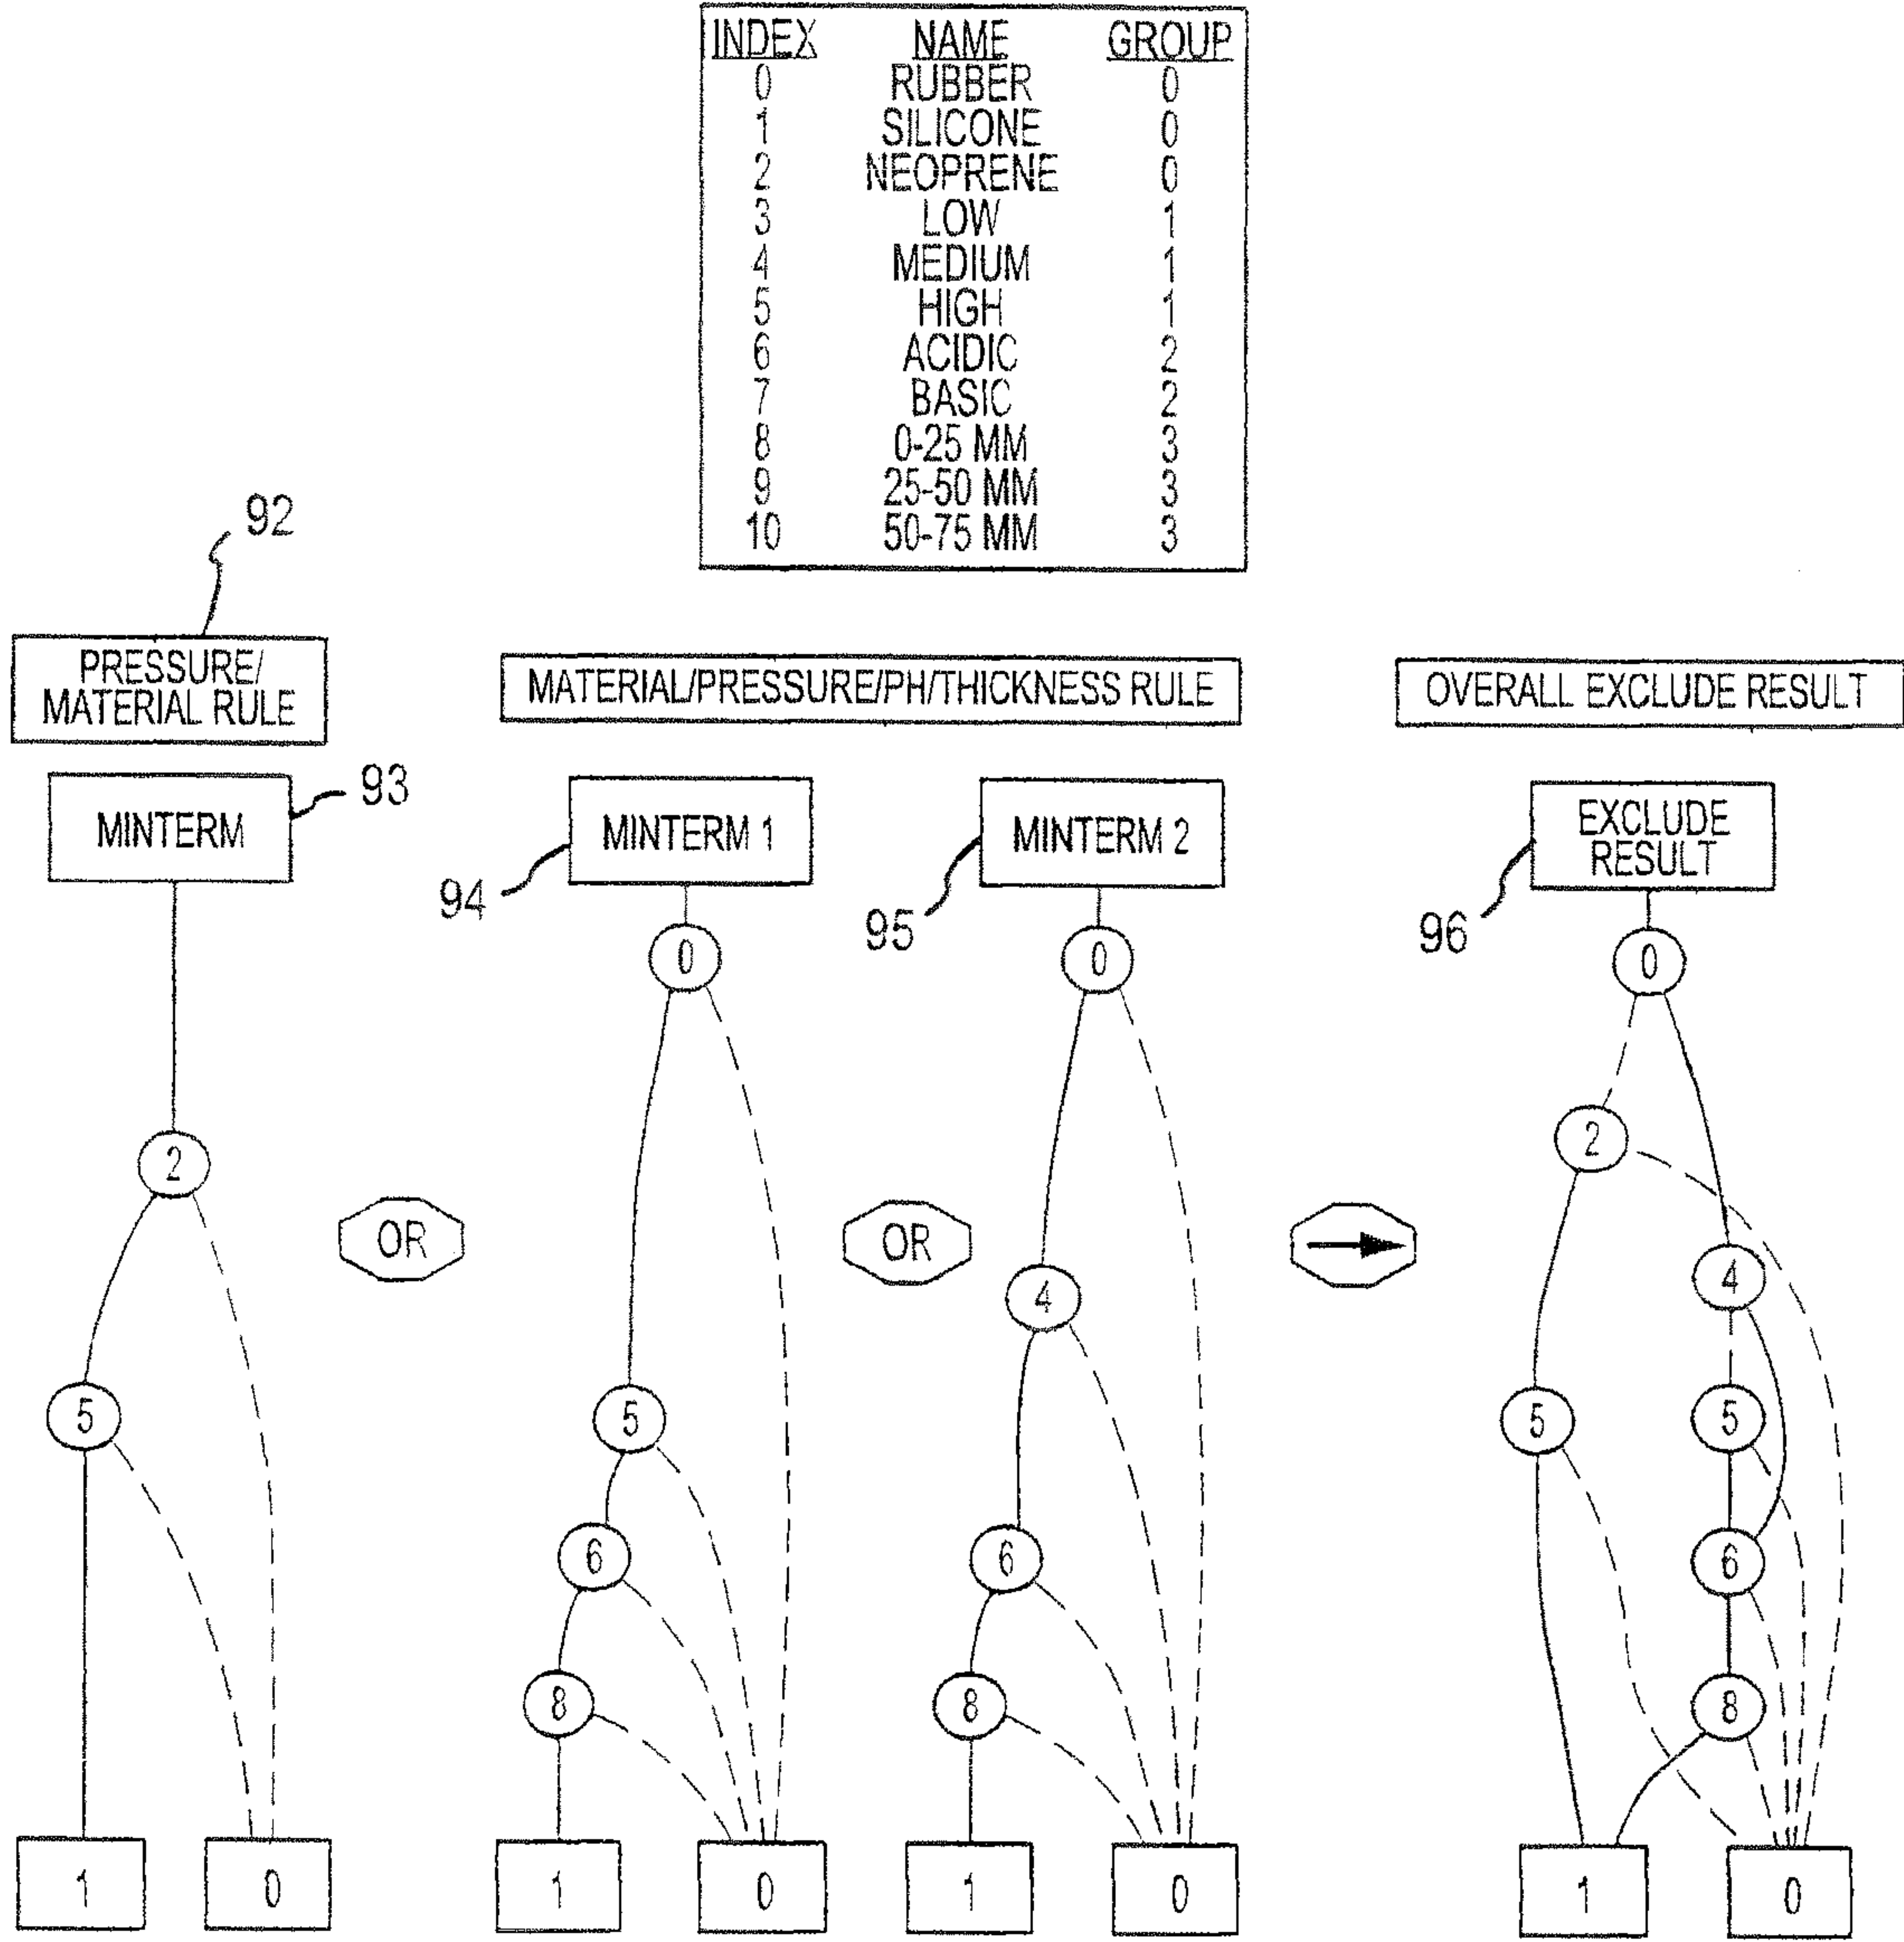 INDEX NAME GROUP
0 RUBBER 0
1 SILICONE 0
2 NEOPRENE 0
3 LOW 1
4 MEDIUM 1
5 HIGH 1
6 ACIDIC 2
7 BASIC 2
8 0-25 MM 3
9 25-50 MM 3
10 50-75 MM 3
92
PRESSURE/
MATERIAL RULE
MATERIAL/PRESSURE/PH/THICKNESS RULE
OVERALL EXCLUDE RESULT
MINTERM
93
MINTERM 1
94
MINTERM 2
95
EXCLUDE
RESULT
96
2
5
1
0
OR
0
5
6
8
1
0
OR
0
4
6
8
1
0
0
2
4
5
5
6
8
1
0